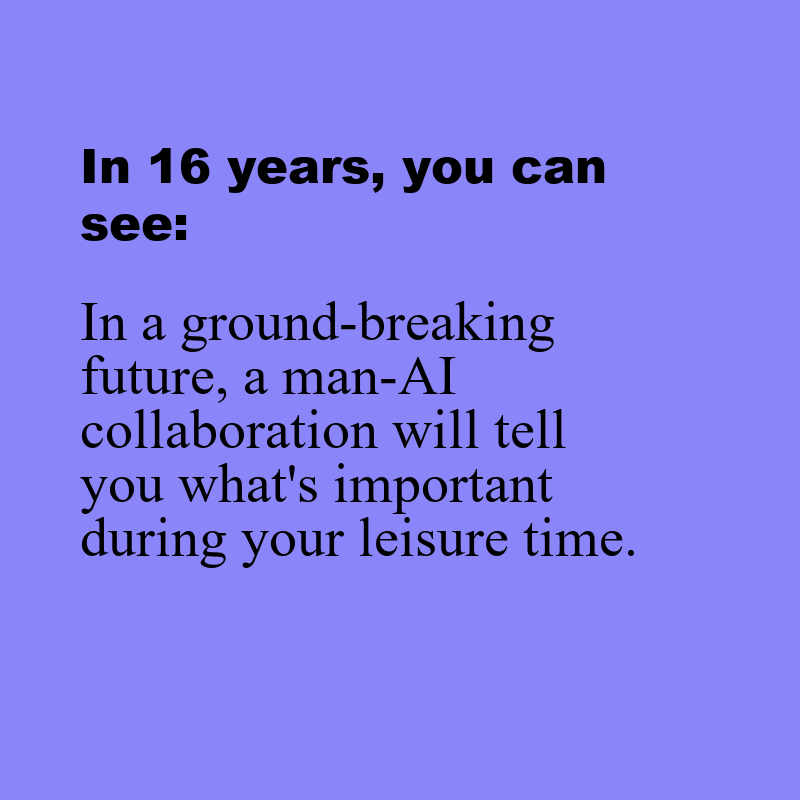 In 16 years, you can
see:
In a ground-breaking
future, a man-AI
collaboration will tell
you what's important
during your leisure time.